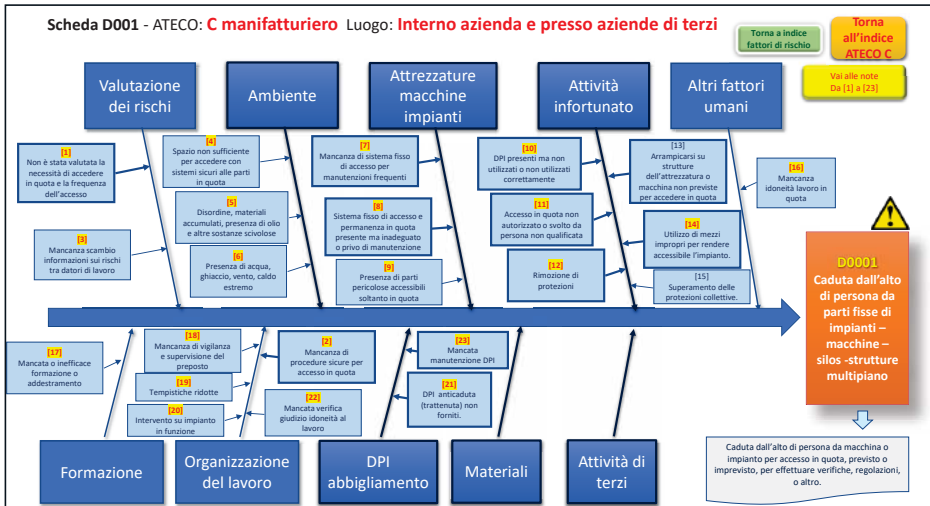 Scheda D001 - ATECO: C manifatturiero Luogo: Interno azienda e presso aziende di terzi
Torna a indice
fattori di rischio
Torna
all'indice
ATECO C
Vai alle note
Da [1] a [23]
Valutazione
dei rischi
Ambiente
Attrezzature
macchine
impianti
Attività
infortunato
Altri fattori
umani
[1]
Non è stata valutata la
necessità di accedere
in quota e la frequenza
dell'accesso
[3]
Mancanza scambio
informazioni sui rischi
tra datori di lavoro
[4]
Spazio non sufficiente
per accedere con
sistemi sicuri alle parti
in quota
[5]
Disordine, materiali
accumulati, presenza di olio
e altre sostanze scivolose
[6]
Presenza di acqua,
ghiaccio, vento, caldo
estremo
[7]
Mancanza di sistema fisso
di accesso per
manutenzioni frequenti
[8]
Sistema fisso di accesso e
permanenza in quota
presente ma inadeguato
o privo di manutenzione
[9]
Presenza di parti
pericolose accessibili
soltanto in quota
[10]
DPI presenti ma non
utilizzati o non utilizzati
correttamente
[11]
Accesso in quota non
autorizzato o svolto da
persona non qualificata
[12]
Rimozione di
protezioni
[13]
Arrampicarsi su
strutture
dell'attrezzatura o
macchina non previste
per accedere in quota
[14]
Utilizzo di mezzi
impropri per rendere
accessibile l'impianto.
[15]
Superamento delle
protezioni collettive.
[16]
Mancanza
idoneità lavoro in
quota
D0001
Caduta dall'alto
di persona da
parti fisse di
impianti –
macchine –
silos -strutture
multipiano
[17]
Mancata o inefficace
formazione o
addestramento
[18]
Mancanza di vigilanza
e supervisione del
preposto
[19]
Tempistiche ridotte
[20]
Intervento su impianto
in funzione
[2]
Mancanza di
procedure sicure per
accesso in quota
[22]
Mancata verifica
giudizio idoneità al
lavoro
[23]
Mancata
manutenzione DPI
[21]
DPI anticaduta
(trattenuta) non
forniti.
Formazione
Organizzazione
del lavoro
DPI
abbigliamento
Materiali
Attività di
terzi
Caduta dall'alto di persona da macchina o
impianto per accesso in quota, previsto o
imprevisto, per effettuare verifiche, regolazioni,
o altro.